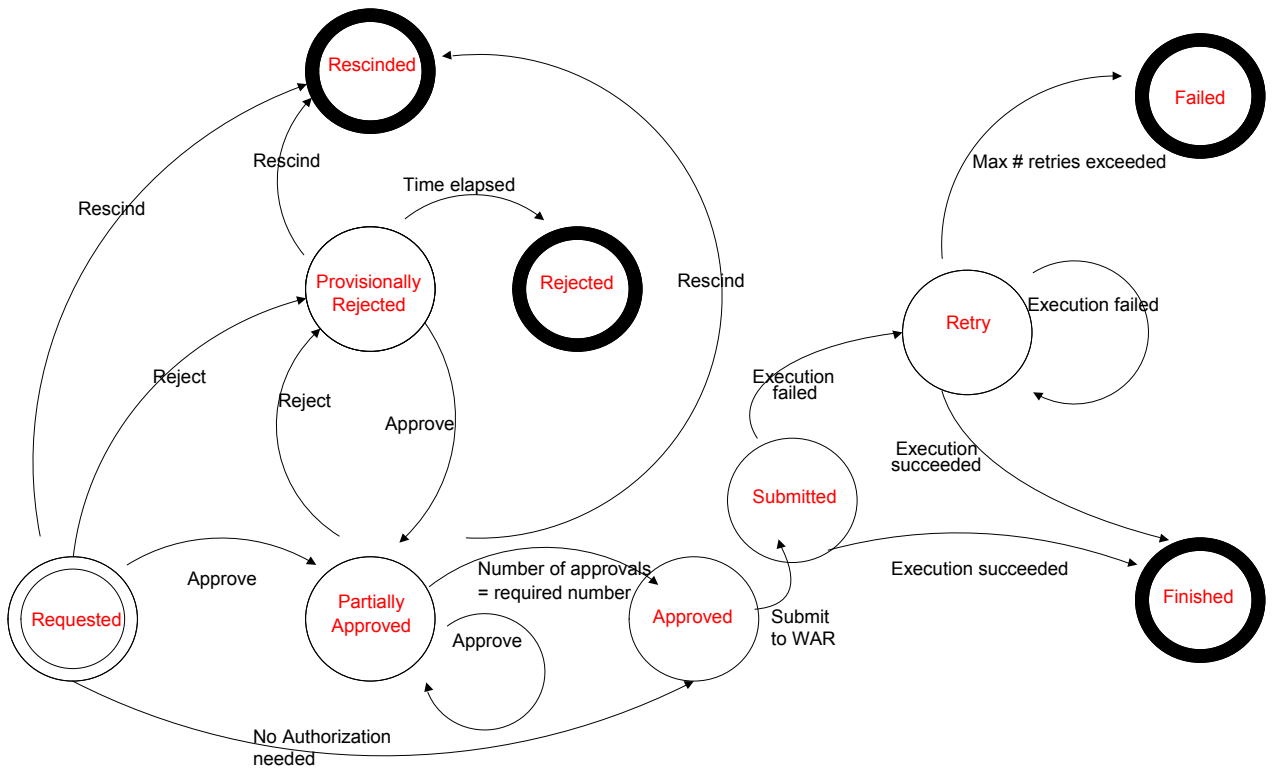 Rescinded
Failed
Rescind
Max # retries exceeded
Time elapsed
Rescind
Provisionally
Rejected
Rejected
Rescind
Execution failed
Retry
Reject
Execution
failed
Reject
Approve
Execution
succeeded
Submitted
Number of approvals
= required number
Execution succeeded
Approve
Requested
Partially
Approved
Approved
Finished
Submit
to WAR
Approve
No Authorization
needed